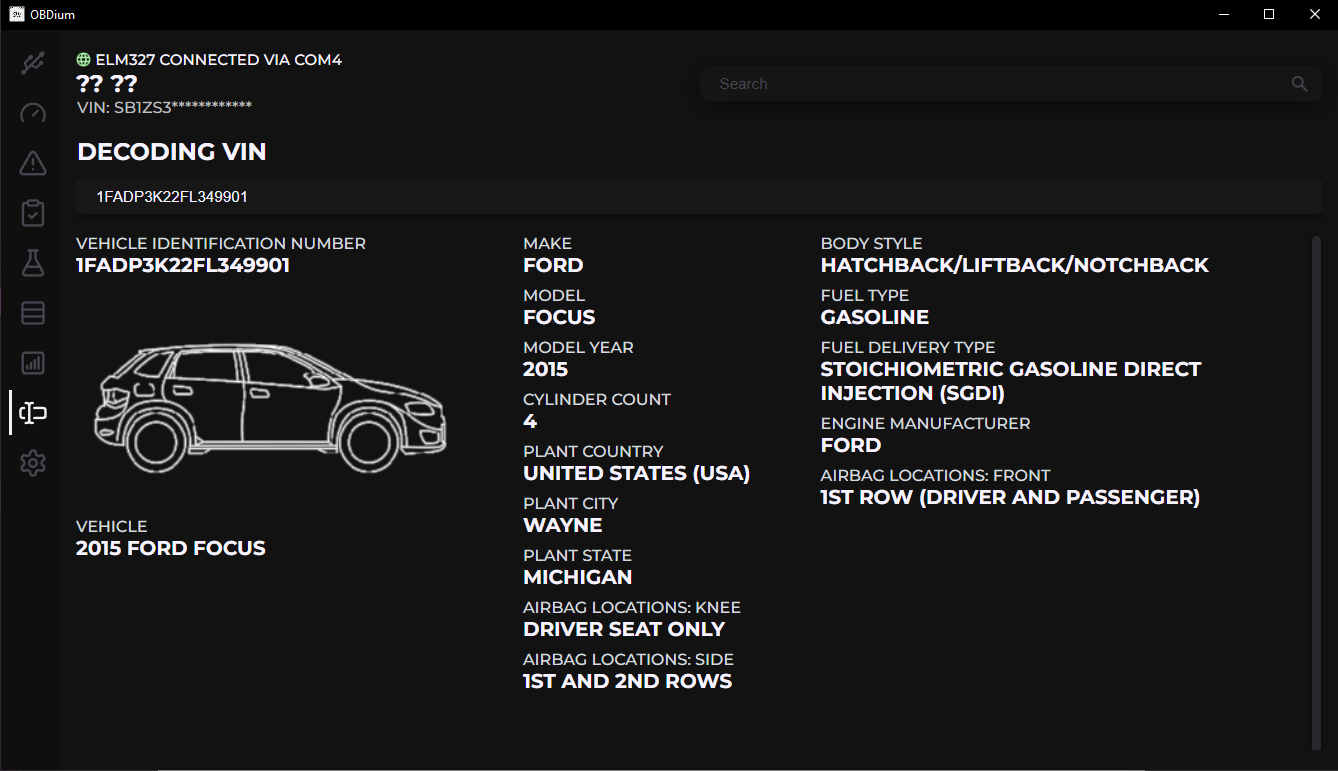 OBDium
ELM327 CONNECTED VIA COM4
?? ??
VIN: SB1ZS3************
Search
DECODING VIN
1FADP3K22FL349901
VEHICLE IDENTIFICATION NUMBER
1FADP3K22FL349901
VEHICLE
2015 FORD FOCUS
MAKE
FORD
MODEL
FOCUS
MODEL YEAR
2015
CYLINDER COUNT
4
PLANT COUNTRY
UNITED STATES (USA)
PLANT CITY
WAYNE
PLANT STATE
MICHIGAN
AIRBAG LOCATIONS: KNEE
DRIVER SEAT ONLY
AIRBAG LOCATIONS: SIDE
1ST AND 2ND ROWS
BODY STYLE
HATCHBACK/LIFTBACK/NOTCHBACK
FUEL TYPE
GASOLINE
FUEL DELIVERY TYPE
STOICHIOMETRIC GASOLINE DIRECT
INJECTION (SGDI)
ENGINE MANUFACTURER
FORD
AIRBAG LOCATIONS: FRONT
1ST ROW (DRIVER AND PASSENGER)